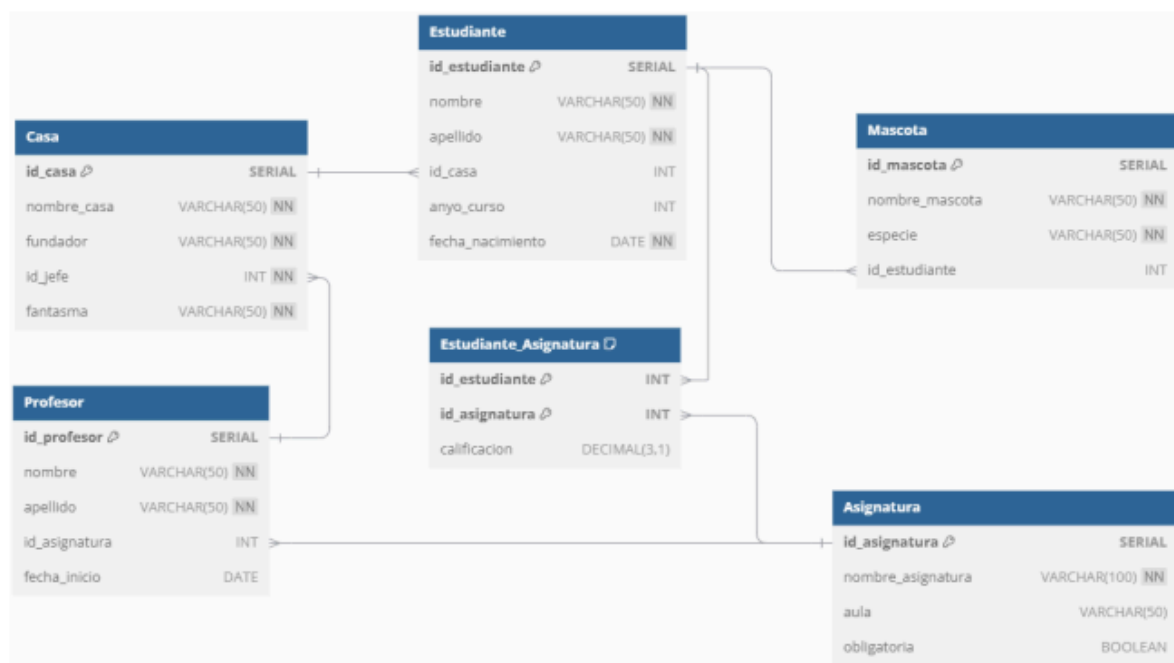 Estudiante
id_estudiante SERIAL
nombre VARCHAR(50) NN
apellido VARCHAR(50) NN
id_casa INT
anyo_curso INT
fecha_nacimiento DATE NN
Casa
id_casa SERIAL
nombre_casa VARCHAR(50) NN
fundador VARCHAR(50) NN
id_jefe INT NN
fantasma VARCHAR(50) NN
Mascota
id_mascota SERIAL
nombre_mascota VARCHAR(50) NN
especie VARCHAR(50) NN
id_estudiante INT
Estudiante_Asignatura
id_estudiante INT
id_asignatura INT
calificacion DECIMAL(3,1)
Profesor
id_profesor SERIAL
nombre VARCHAR(50) NN
apellido VARCHAR(50) NN
id_asignatura INT
fecha_inicio DATE
Asignatura
id_asignatura SERIAL
nombre_asignatura VARCHAR(100) NN
aula VARCHAR(50)
obligatoria BOOLEAN